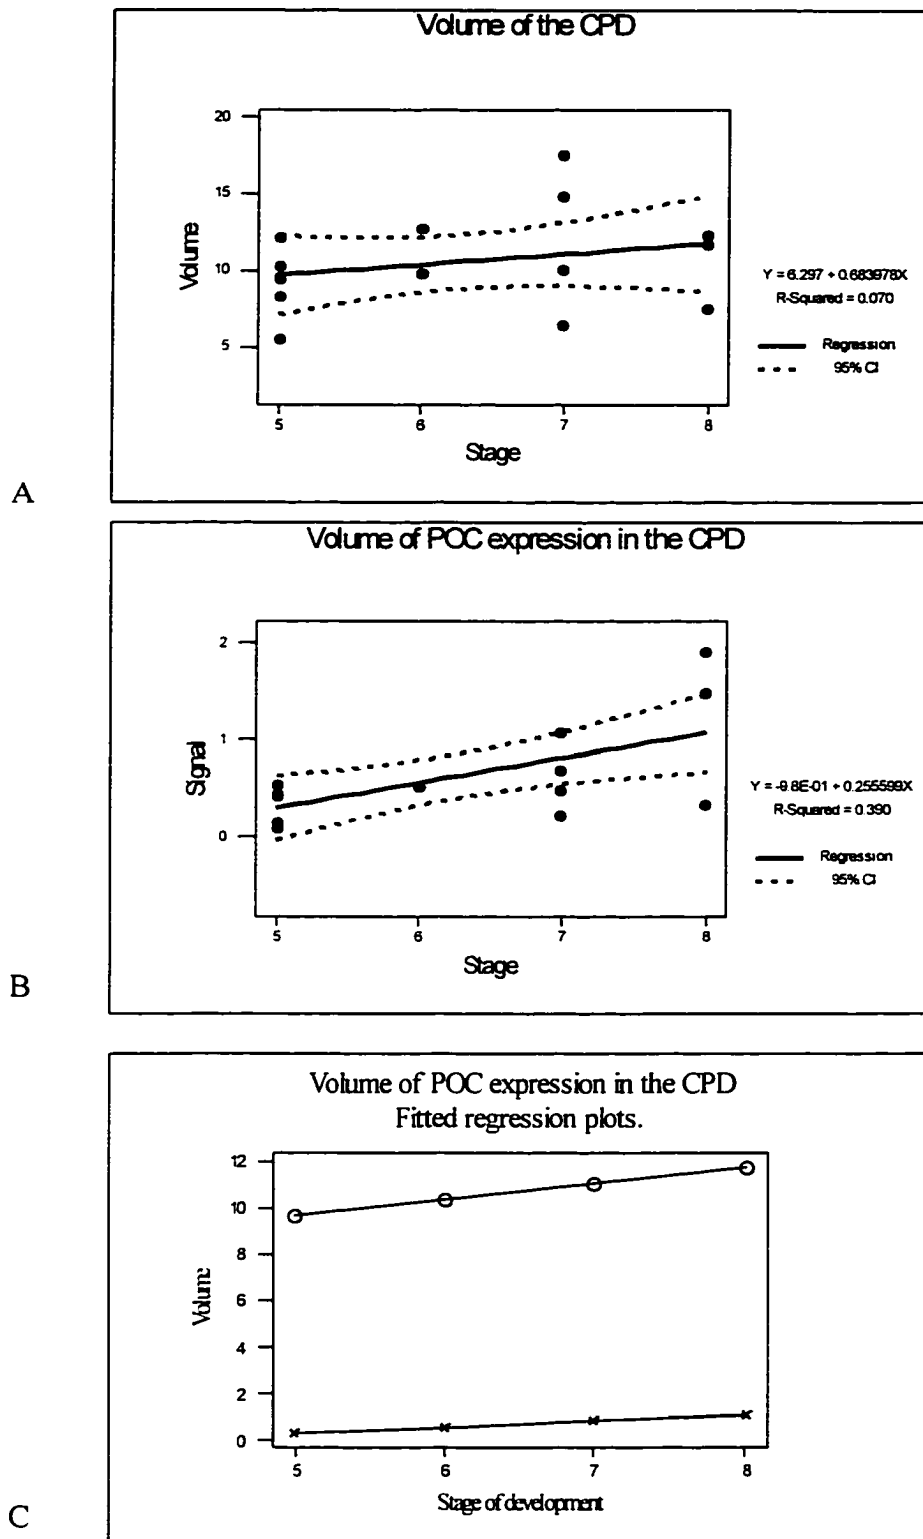 Volume of the CPD
20
15
10
5
Volume
5 6 7 8
Stage
Y = 6.297 + 0.683978X
R-Squared = 0.070
Regression
95% CI
A
Volume of POC expression in the CPD
2
1
0
Signal
5 6 7 8
Stage
Y = -9.8E-01 + 0.255599X
R-Squared = 0.390
Regression
95% CI
B
Volume of POC expression in the CPD
Fitted regression plots.
12
10
8
6
4
2
0
Volume
5 6 7 8
Stage of development
C